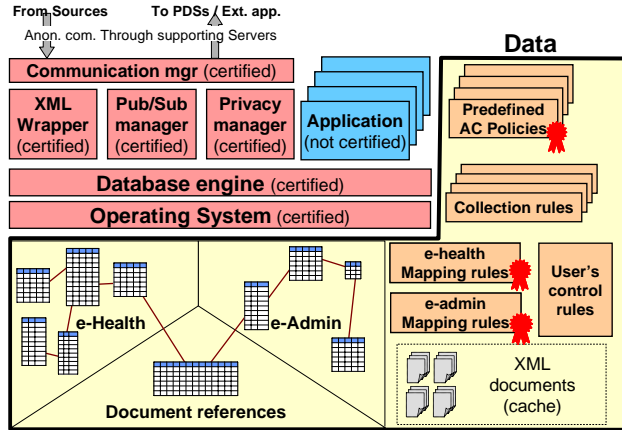 From Sources
To PDSs / Ext. app.
Anon. com. Through supporting Servers
Data
Communication mgr (certified)
XML
Wrapper
(certified)
Pub/Sub
manager
(certified)
Privacy
manager
(certified)
Application
(not certified)
Predefined
AC Policies
Database engine (certified)
Operating System (certified)
Collection rules
e-health
Mapping rules
e-admin
Mapping rules
User's
control
rules
e-Health
e-Admin
Document references
XML
documents
(cache)